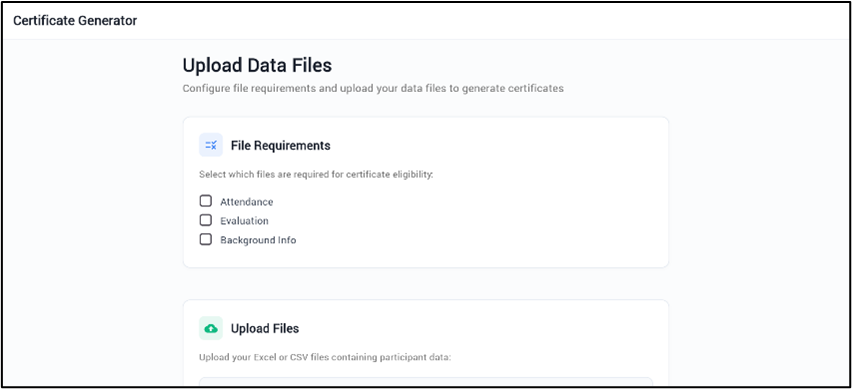 Certificate Generator
Upload Data Files
Configure file requirements and upload your data files to generate certificates
File Requirements
Select which files are required for certificate eligibility:
Attendance
Evaluation
Background Info
Upload Files
Upload your Excel or CSV files containing participant data: